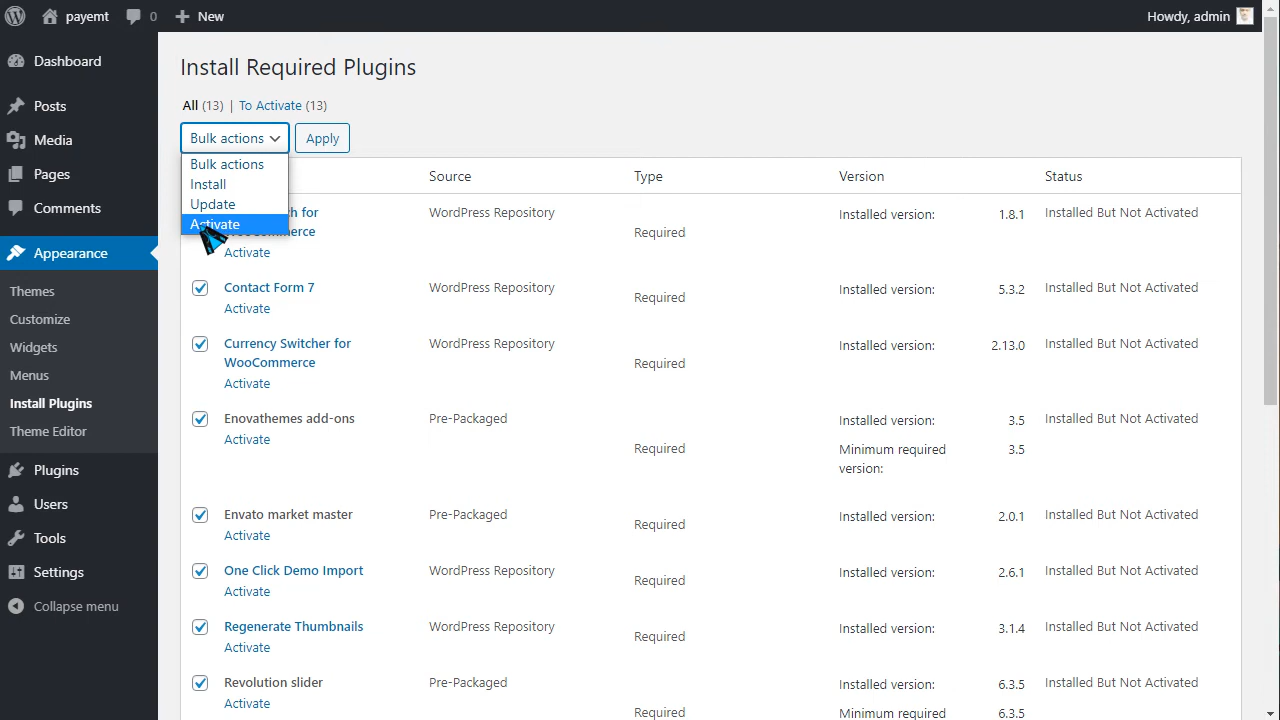 payemt 0 New Howdy, admin
Dashboard
Posts
Media
Pages
Comments
Appearance
Themes
Customize
Widgets
Menus
Install Plugins
Theme Editor
Plugins
Users
Tools
Settings
Collapse menu
Install Required Plugins
All (13) | To Activate (13)
Bulk actions Apply
Bulk actions
Install
Update
Activate
Source Type Version Status
for WordPress Repository Required Installed version: 1.8.1 Installed But Not Activated
Activate
Contact Form 7 WordPress Repository Required Installed version: 5.3.2 Installed But Not Activated
Activate
Currency Switcher for WordPress Repository Required Installed version: 2.13.0 Installed But Not Activated
WooCommerce
Activate
Enovathemes add-ons Pre-Packaged Required Installed version: 3.5 Installed But Not Activated
Activate
Minimum required 3.5
version:
Envato market master Pre-Packaged Required Installed version: 2.0.1 Installed But Not Activated
Activate
One Click Demo Import WordPress Repository Required Installed version: 2.6.1 Installed But Not Activated
Activate
Regenerate Thumbnails WordPress Repository Required Installed version: 3.1.4 Installed But Not Activated
Activate
Revolution slider Pre-Packaged Required Installed version: 6.3.5 Installed But Not Activated
Activate
Minimum required 6.3.5